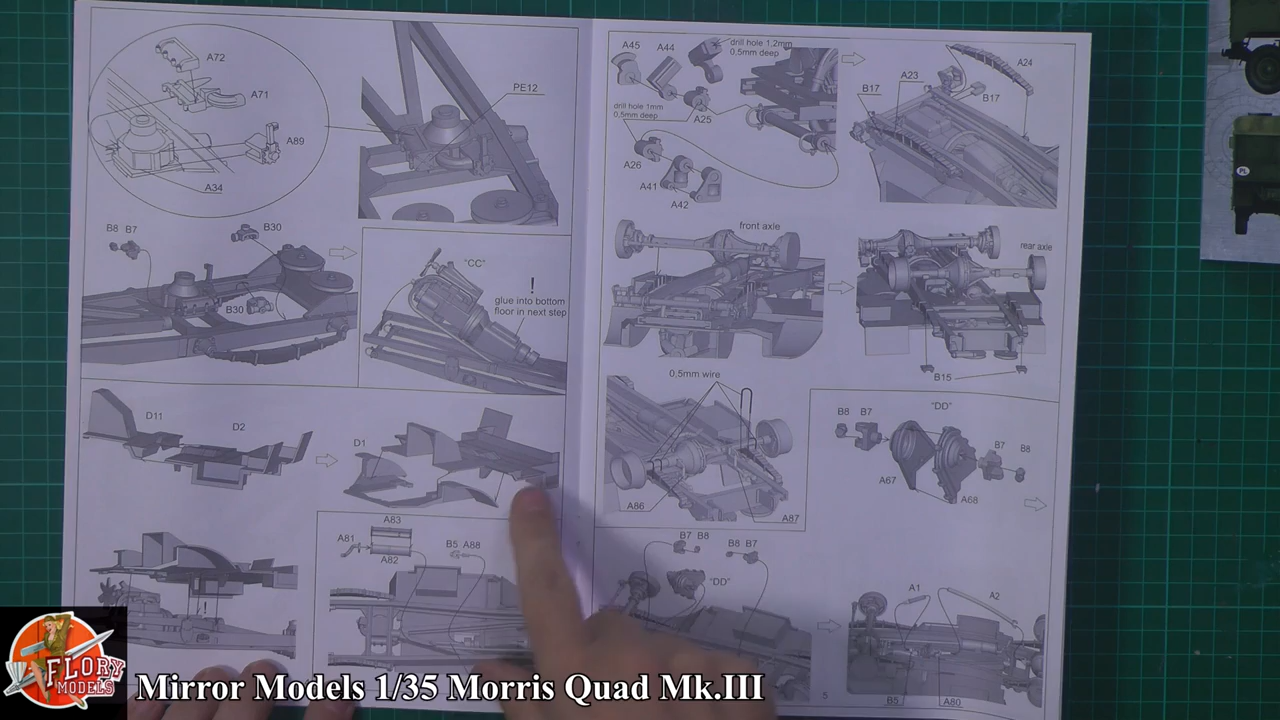 A72
A71
A89
A34
PE12
B8 B7
B30
B30
"CC"
!
glue into bottom
floor in next step
D11
D2
D1
!
A83
A81
A82
B5 A88
A45
A44
drill hole 1,2mm
0,5mm deep
drill hole 1mm
0,5mm deep
A25
A26
A41
A42
B17
A23
B17
A24
front axle
rear axle
B15
0,5mm wire
A86
A87
"DD"
B8 B7
B7
B8
A67
A68
B7 B8
B8 B7
"DD"
A1
A2
B5
A80
5
PL
FLORY
MODELS
Mirror Models 1/35 Morris Quad Mk.III